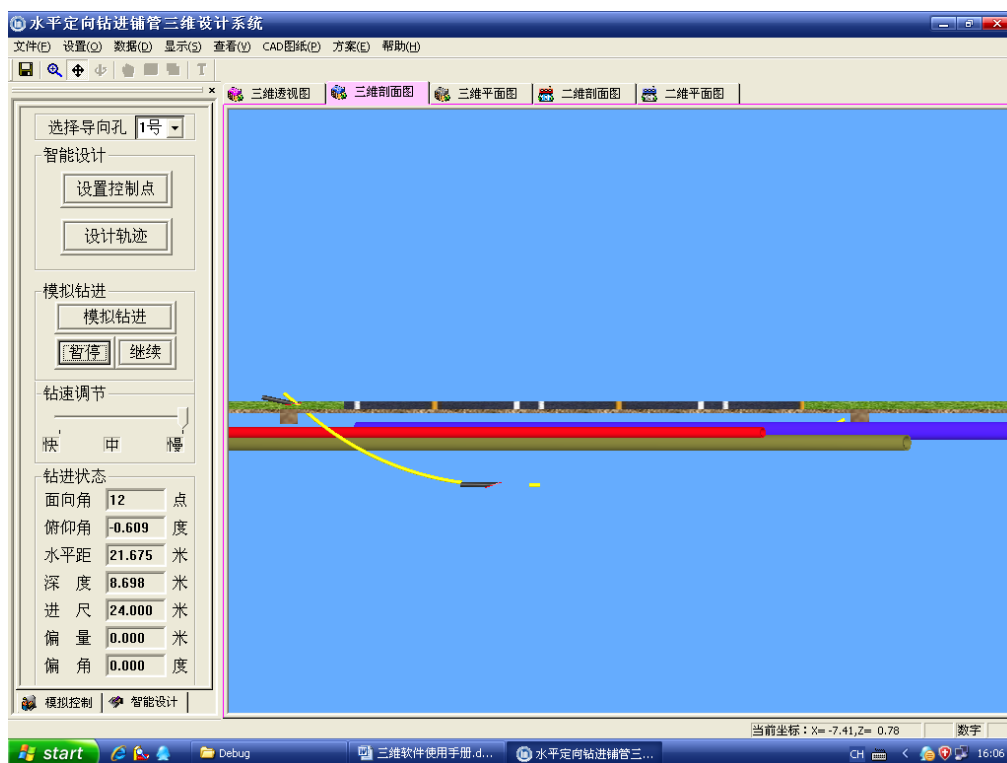 水平定向钻进铺管三维设计系统
文件(F) 设置(O) 数据(D) 显示(S) 查看(V) CAD图纸(P) 方案(E) 帮助(H)
三维透视图 三维剖面图 三维平面图 二维剖面图 二维平面图
选择导向孔 1号
智能设计
设置控制点
设计轨迹
模拟钻进
模拟钻进
暂停 继续
钻速调节
快 中 慢
钻进状态
面向角 12 点
俯仰角 -0.609 度
水平距 21.675 米
深 度 8.698 米
进 尺 24.000 米
偏 量 0.000 米
偏 角 0.000 度
模拟控制 智能设计
当前坐标：X= -7.41,Z= 0.78 数字
start Debug 三维软件使用手册.d... 水平定向钻进铺管三... CH 16:06